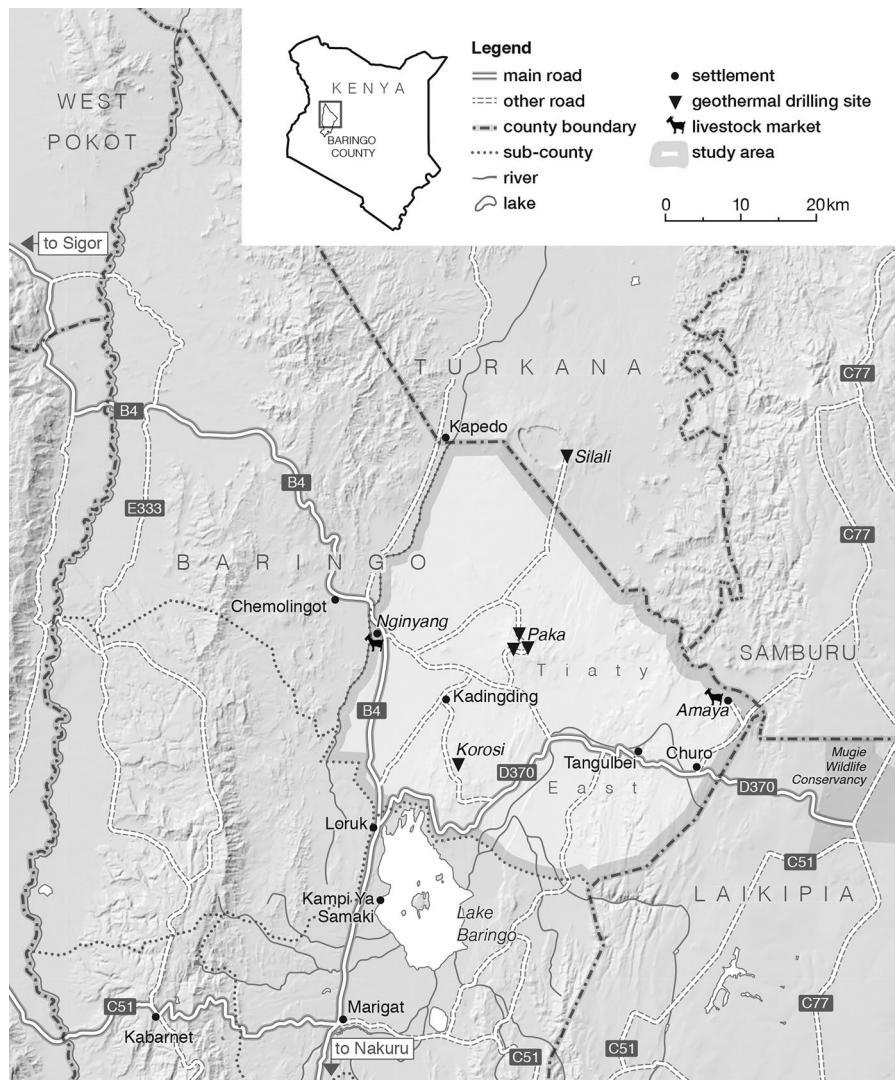 WEST
POKOT
KENYA
BARINGO
COUNTY
Legend
main road
other road
county boundary
sub-county
river
lake
settlement
geothermal drilling site
livestock market
study area
0 10 20km
to Sigor
TURKANA
C77
B4
Kapedo
Silali
B4
E333
C77
BARINGO
Chemolingot
Nginyang
Paka
Tiaty
SAMBURU
Kadingding
Amaya
B4
Korosi
Tangulbei
Churo
Mugie
Wildlife
Conservancy
D370
East
D370
Loruk
C51
LAIKIPIA
Kampi Ya
Samaki
Lake
Baringo
C51
Marigat
C77
Kabarnet
to Nakuru
C51
C51